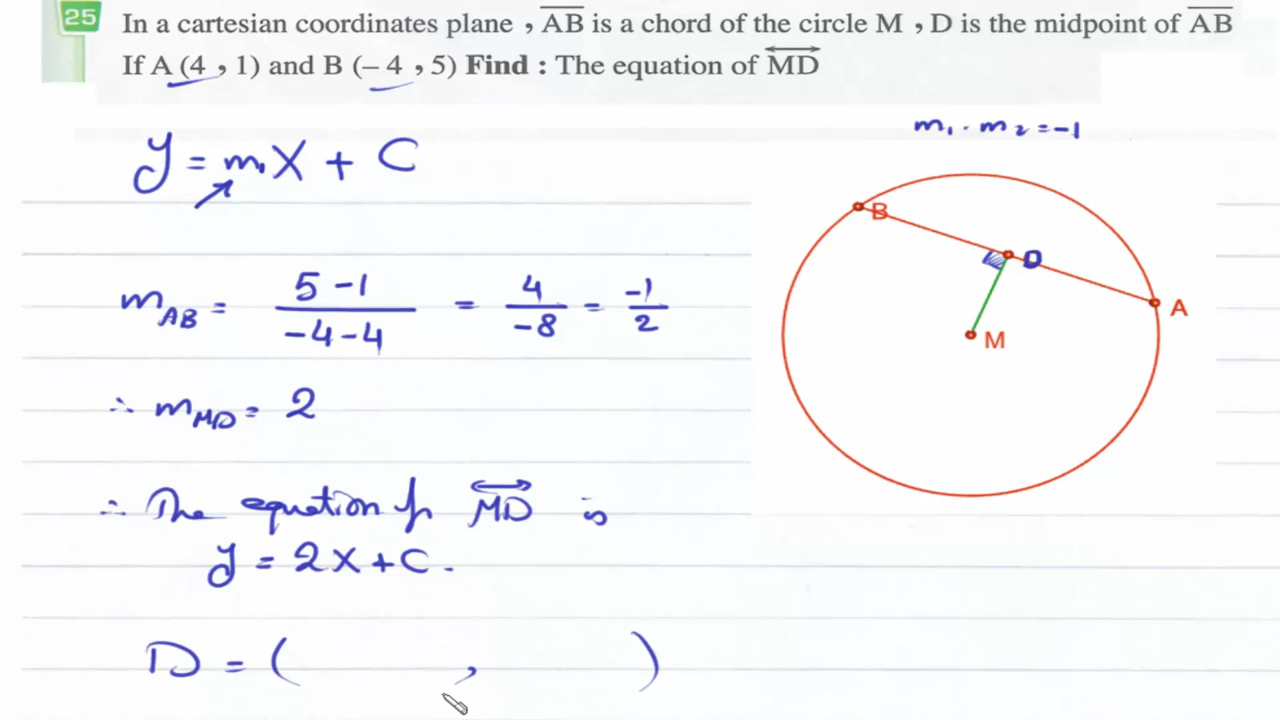 25 In a cartesian coordinates plane , AB is a chord of the circle M , D is the midpoint of AB
If A (4 , 1) and B (– 4 , 5) Find : The equation of MD
m₁ . m₂ = -1
y = m₁ X + C
m_AB = (5 - 1)/(-4 - 4) = 4/-8 = -1/2
∴ m_MD = 2
∴ The equation of MD is
y = 2X + C .
D = ( , )
B
D
A
M